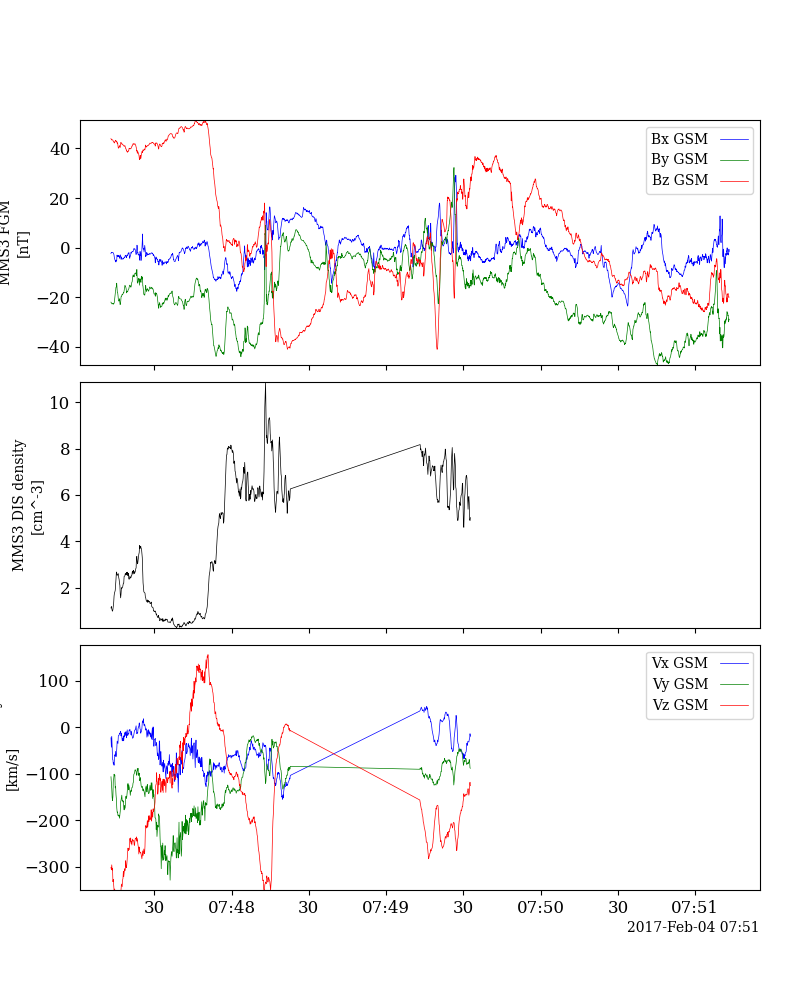 MMS3 FGM
[nT]
40
20
0
−20
−40
Bx GSM
By GSM
Bz GSM
MMS3 DIS density
[cm^-3]
10
8
6
4
2
[km/s]
100
0
−100
−200
−300
Vx GSM
Vy GSM
Vz GSM
30 07:48 30 07:49 30 07:50 30 07:51
2017-Feb-04 07:51